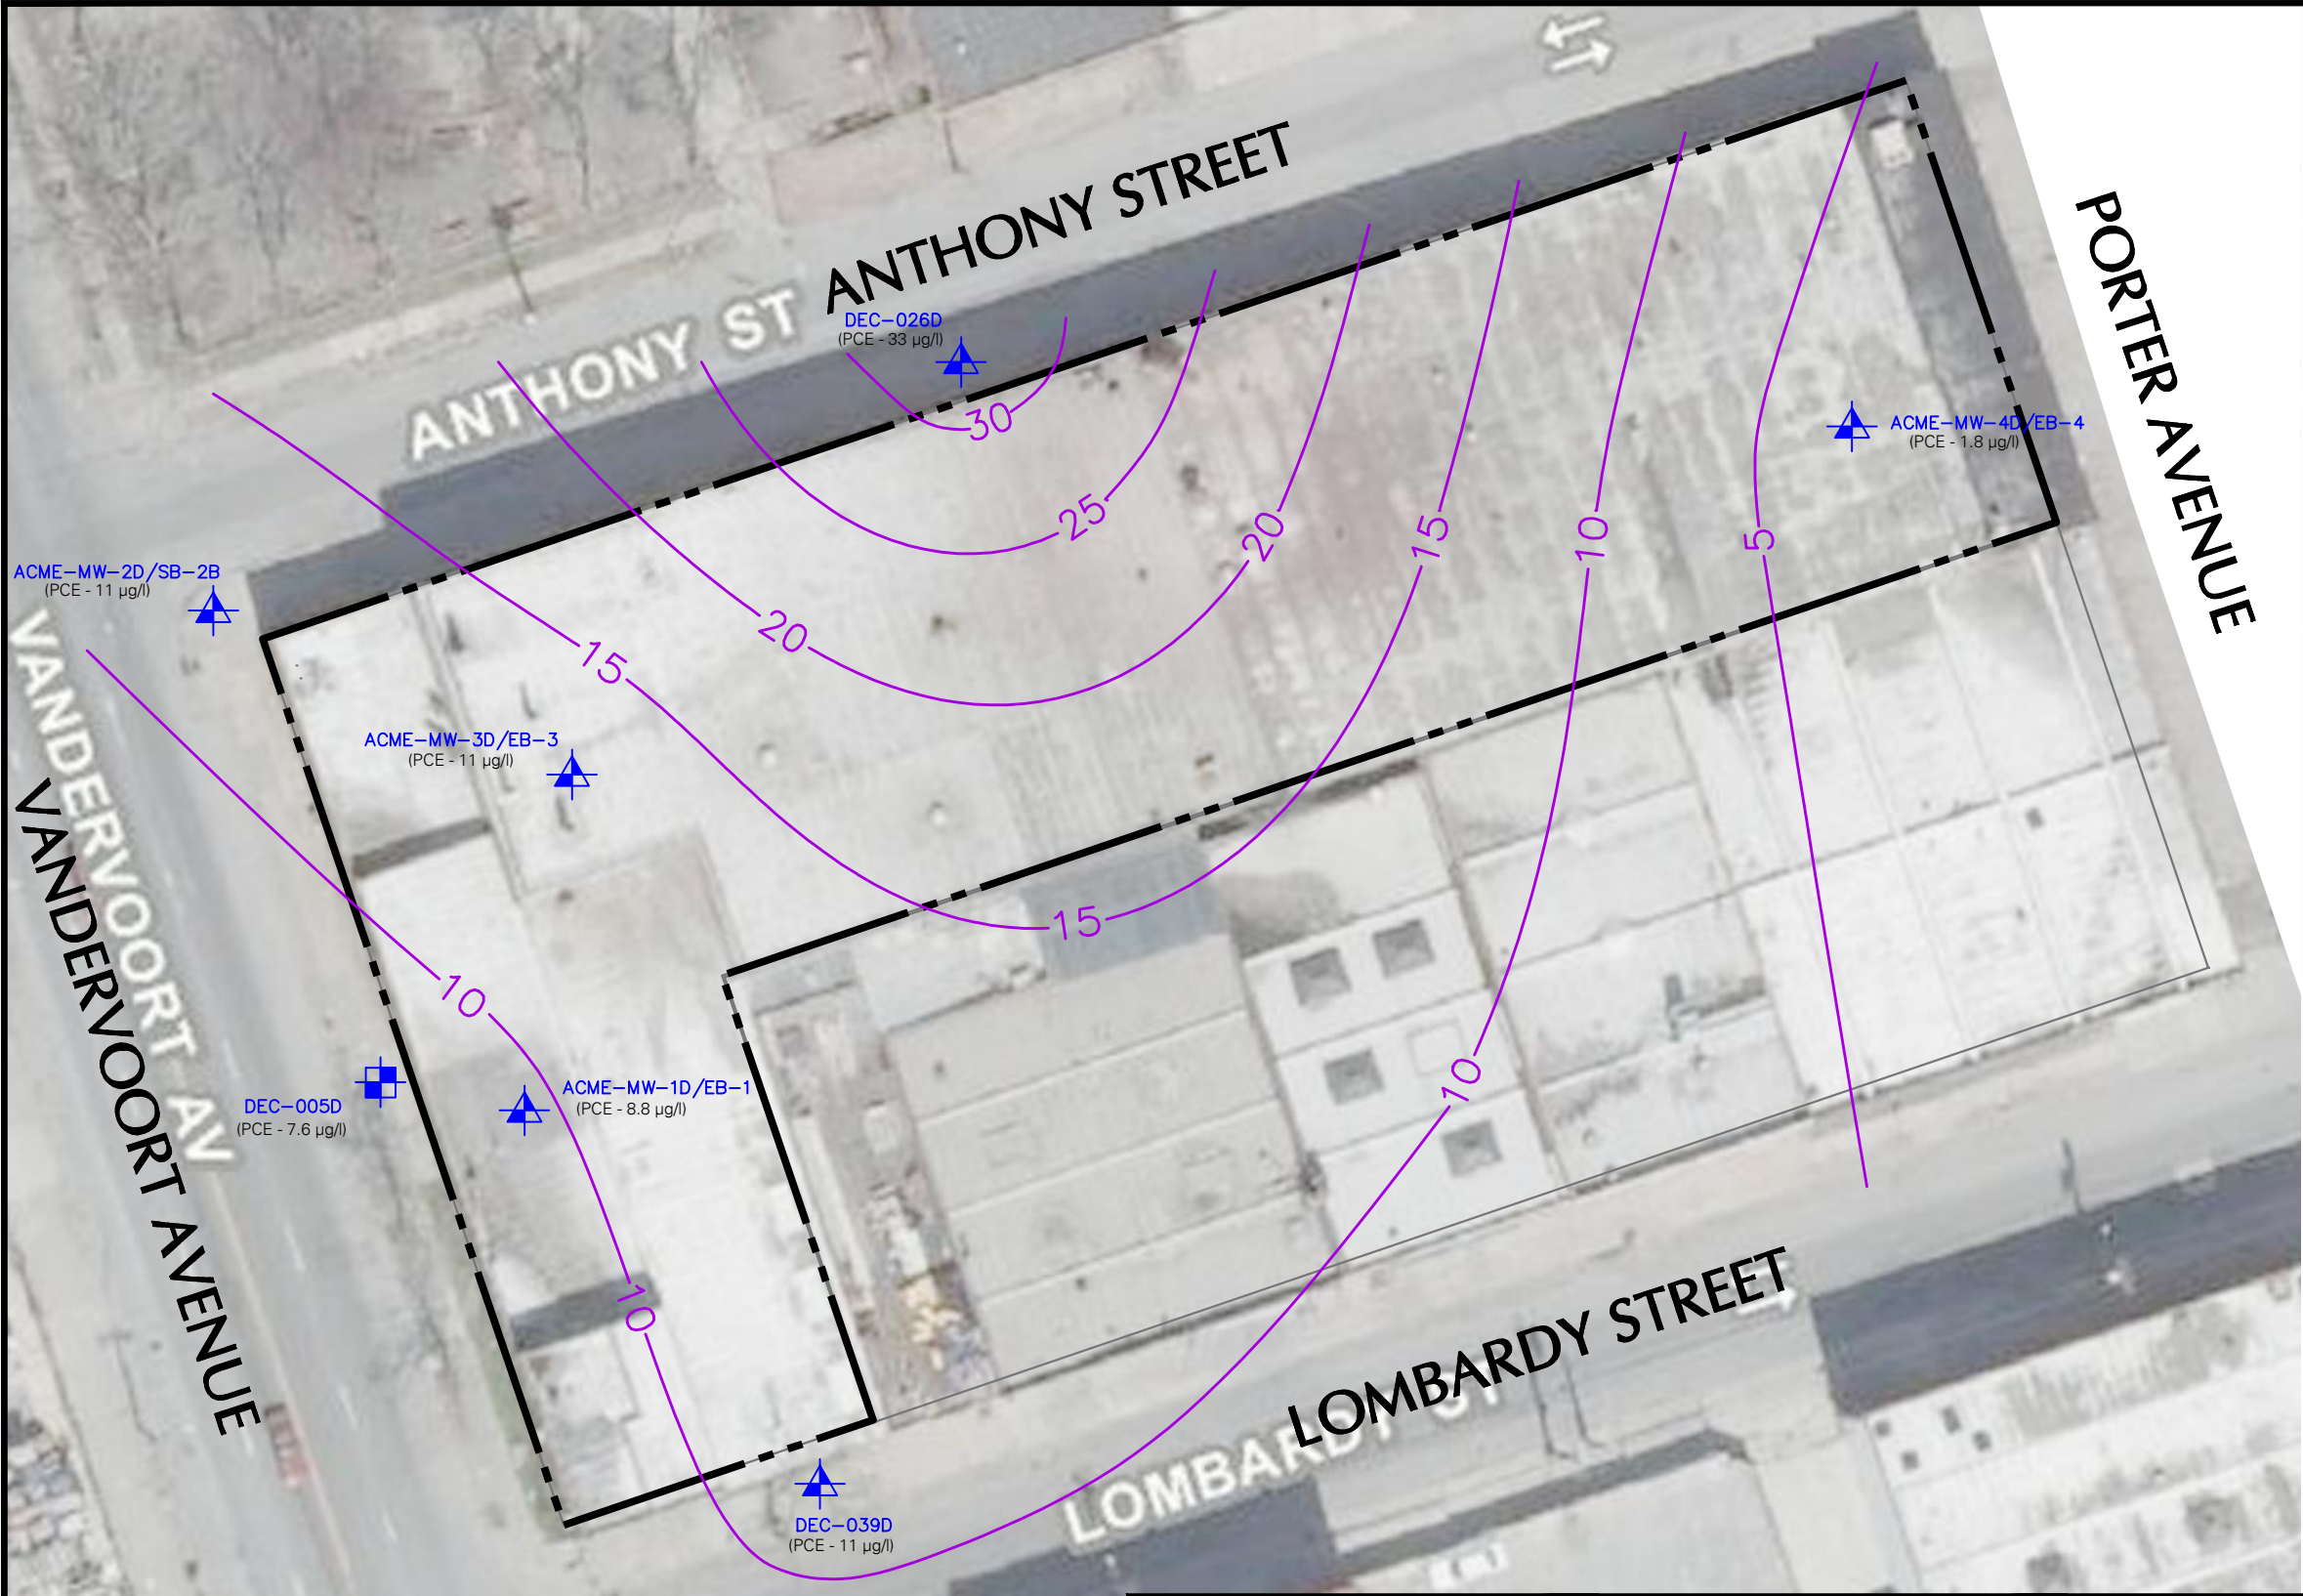 ANTHONY STREET
ANTHONY ST
DEC-026D
(PCE - 33 µg/l)
30
25
20
15
10
5
PORTER AVENUE
ACME-MW-4D/EB-4
(PCE - 1.8 µg/l)
ACME-MW-2D/SB-2B
(PCE - 11 µg/l)
20
15
ACME-MW-3D/EB-3
(PCE - 11 µg/l)
VANDERVOORT AV
VANDERVOORT AVENUE
15
10
10
DEC-005D
(PCE - 7.6 µg/l)
ACME-MW-1D/EB-1
(PCE - 8.8 µg/l)
10
LOMBARDY STREET
LOMBARDY ST
DEC-039D
(PCE - 11 µg/l)